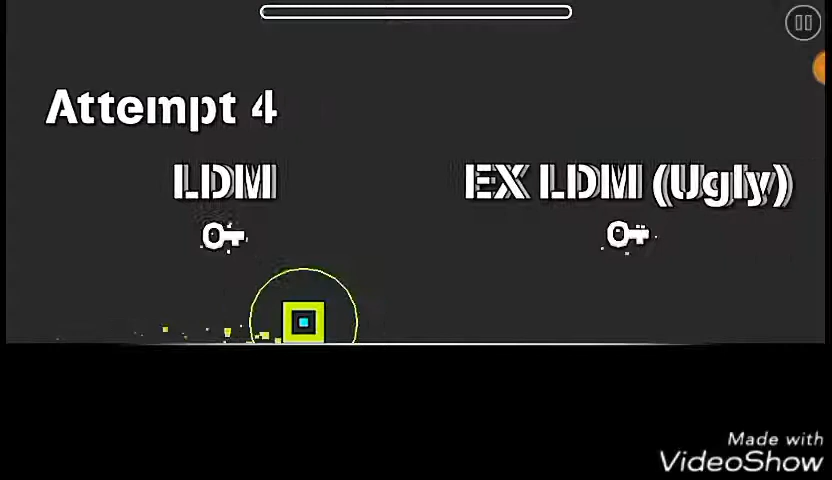 Attempt 4
LDM
EX LDM (Ugly)
Made with
VideoShow